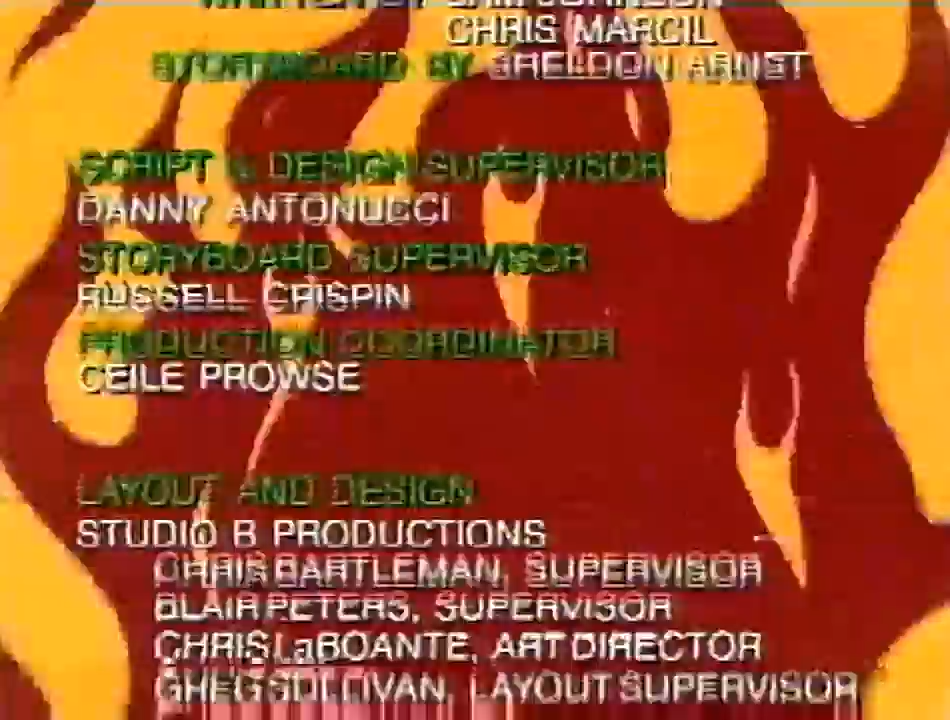 CHRIS MARCIL
STORYBOARD BY SHELDON ARNST
SCRIPT & DESIGN SUPERVISOR
DANNY ANTONUCCI
STORYBOARD SUPERVISOR
RUSSELL CRISPIN
PRODUCTION COORDINATOR
CEILE PROWSE
LAYOUT AND DESIGN
STUDIO B PRODUCTIONS
CHRIS BARTLEMAN, SUPERVISOR
BLAIR PETERS, SUPERVISOR
CHRIS LaBOANTE, ART DIRECTOR
GREG SULLIVAN, LAYOUT SUPERVISOR